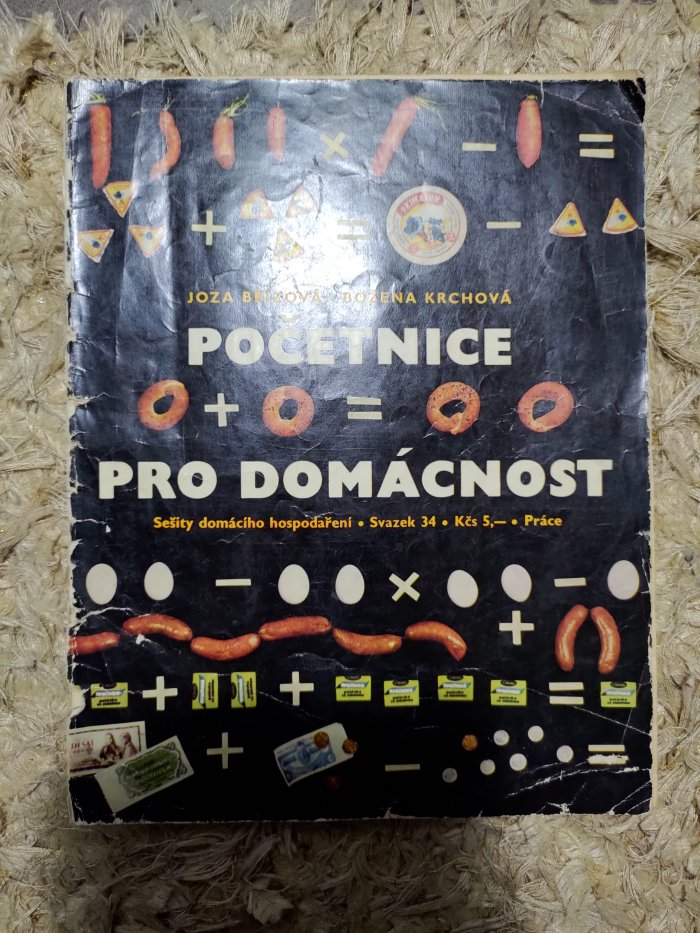 JOZA BŘÍZOVÁ · BOŽENA KRCHOVÁ
POČETNICE
PRO DOMÁCNOST
Sešity domácího hospodaření • Svazek 34 • Kčs 5,— • Práce